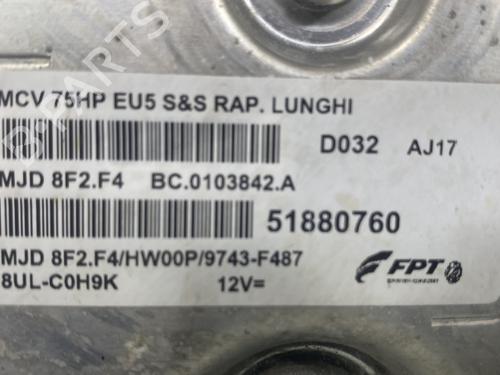 MCV 75HP EU5 S&S RAP. LUNGHI
D032 AJ17
MJD 8F2.F4 BC.0103842.A
51880760
MJD 8F2.F4/HW00P/9743-F487
8UL-C0H9K 12V=
FPT